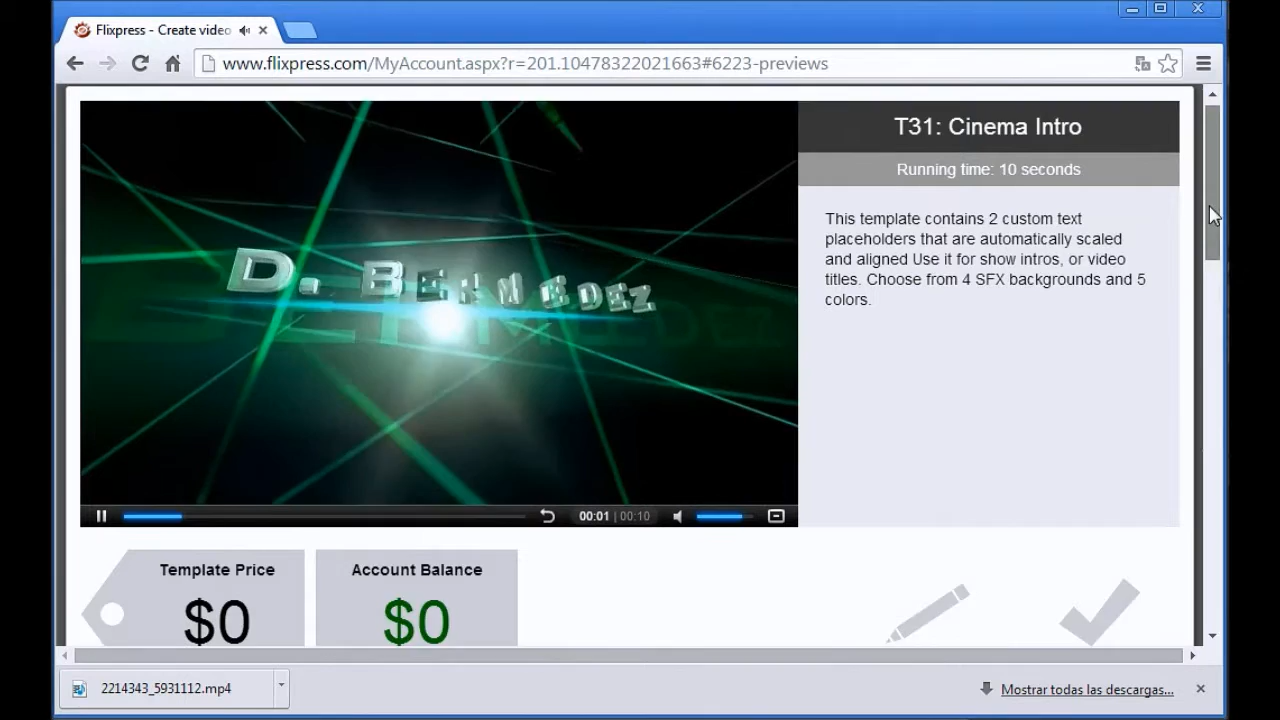 Flixpress - Create video
www.flixpress.com/MyAccount.aspx?r=201.10478322021663#6223-previews
T31: Cinema Intro
Running time: 10 seconds
This template contains 2 custom text
placeholders that are automatically scaled
and aligned Use it for show intros, or video
titles. Choose from 4 SFX backgrounds and 5
colors.
D. BERMEDEZ
00:01 | 00:10
Template Price
$0
Account Balance
$0
2214343_5931112.mp4
Mostrar todas las descargas...